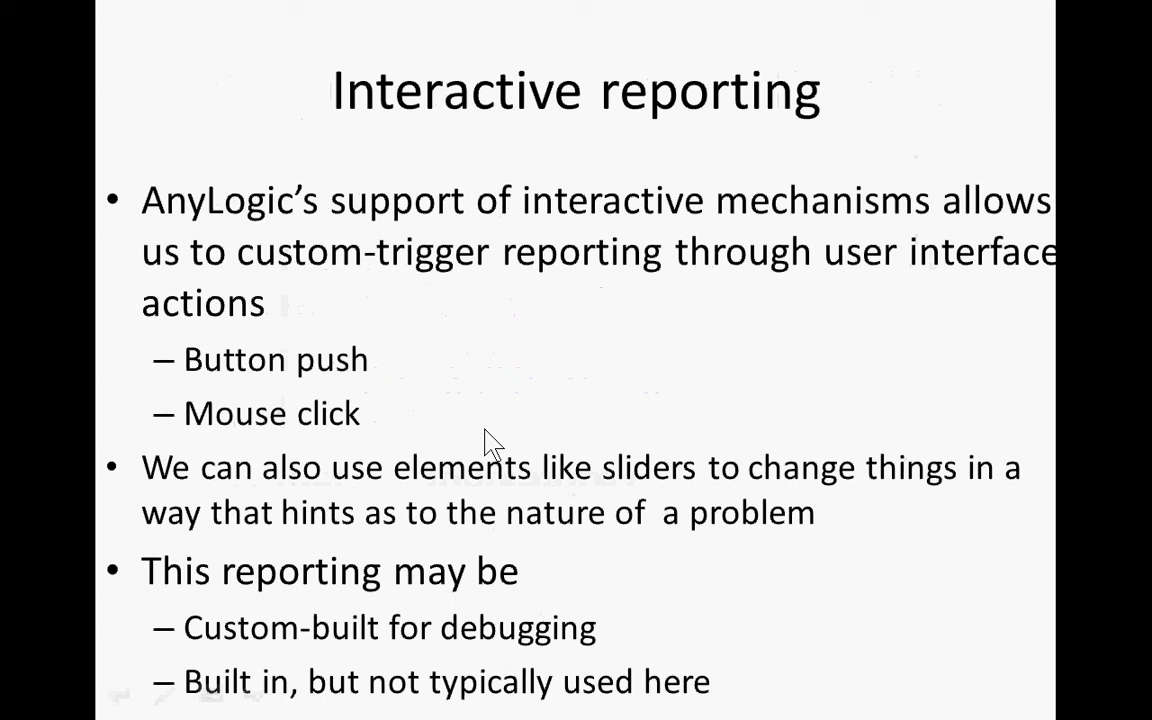 Interactive reporting
• AnyLogic’s support of interactive mechanisms allows
us to custom-trigger reporting through user interface
actions
– Button push
– Mouse click
• We can also use elements like sliders to change things in a
way that hints as to the nature of  a problem
• This reporting may be
– Custom-built for debugging
– Built in, but not typically used here